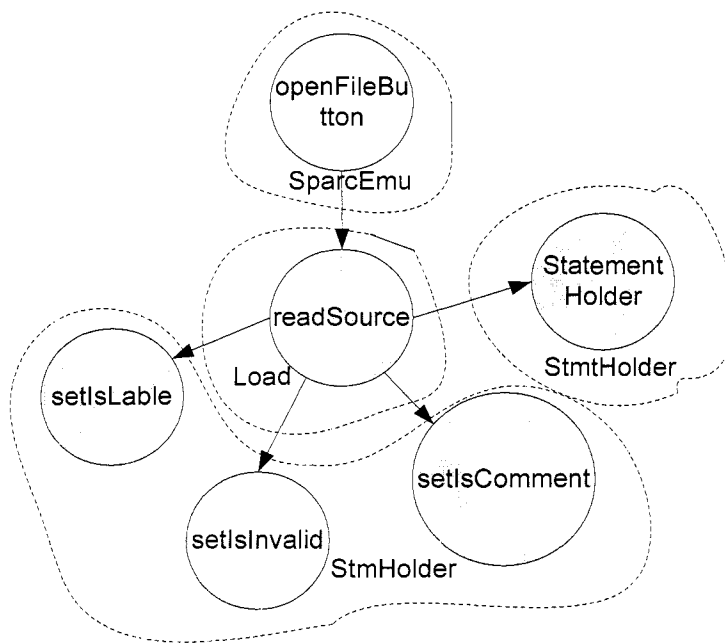 openFileBu
tton
SparcEmu
Statement
Holder
StmtHolder
readSource
Load
setIsLable
setIsComment
setIsInvalid
StmHolder